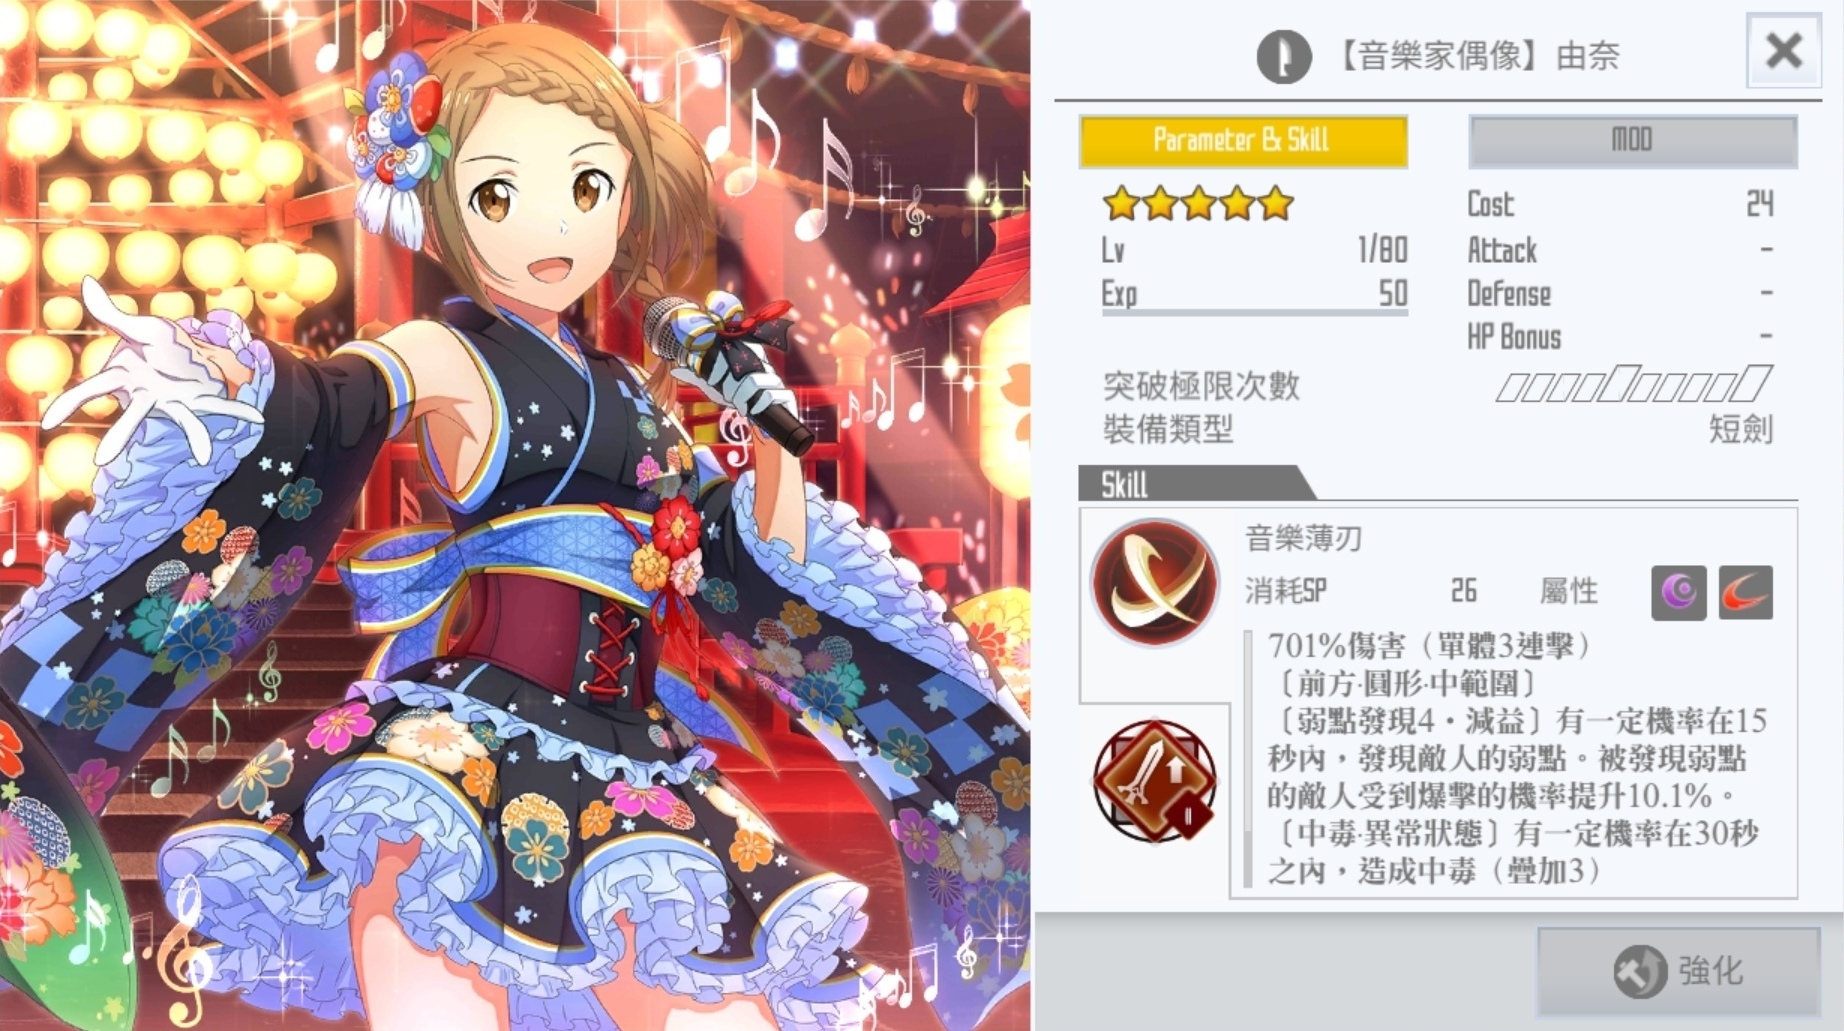 【音樂家偶像】由奈
Parameter & Skill
MOD
Lv 1/80
Exp 50
Cost 24
Attack -
Defense -
HP Bonus -
突破極限次數
裝備類型 短劍
Skill
音樂薄刃
消耗SP 26 屬性
701%傷害（單體3連擊）
〔前方·圓形·中範圍〕
〔弱點發現4・減益〕有一定機率在15
秒內，發現敵人的弱點。被發現弱點
的敵人受到爆擊的機率提升10.1%。
〔中毒·異常狀態〕有一定機率在30秒
之內，造成中毒（疊加3）
II
強化